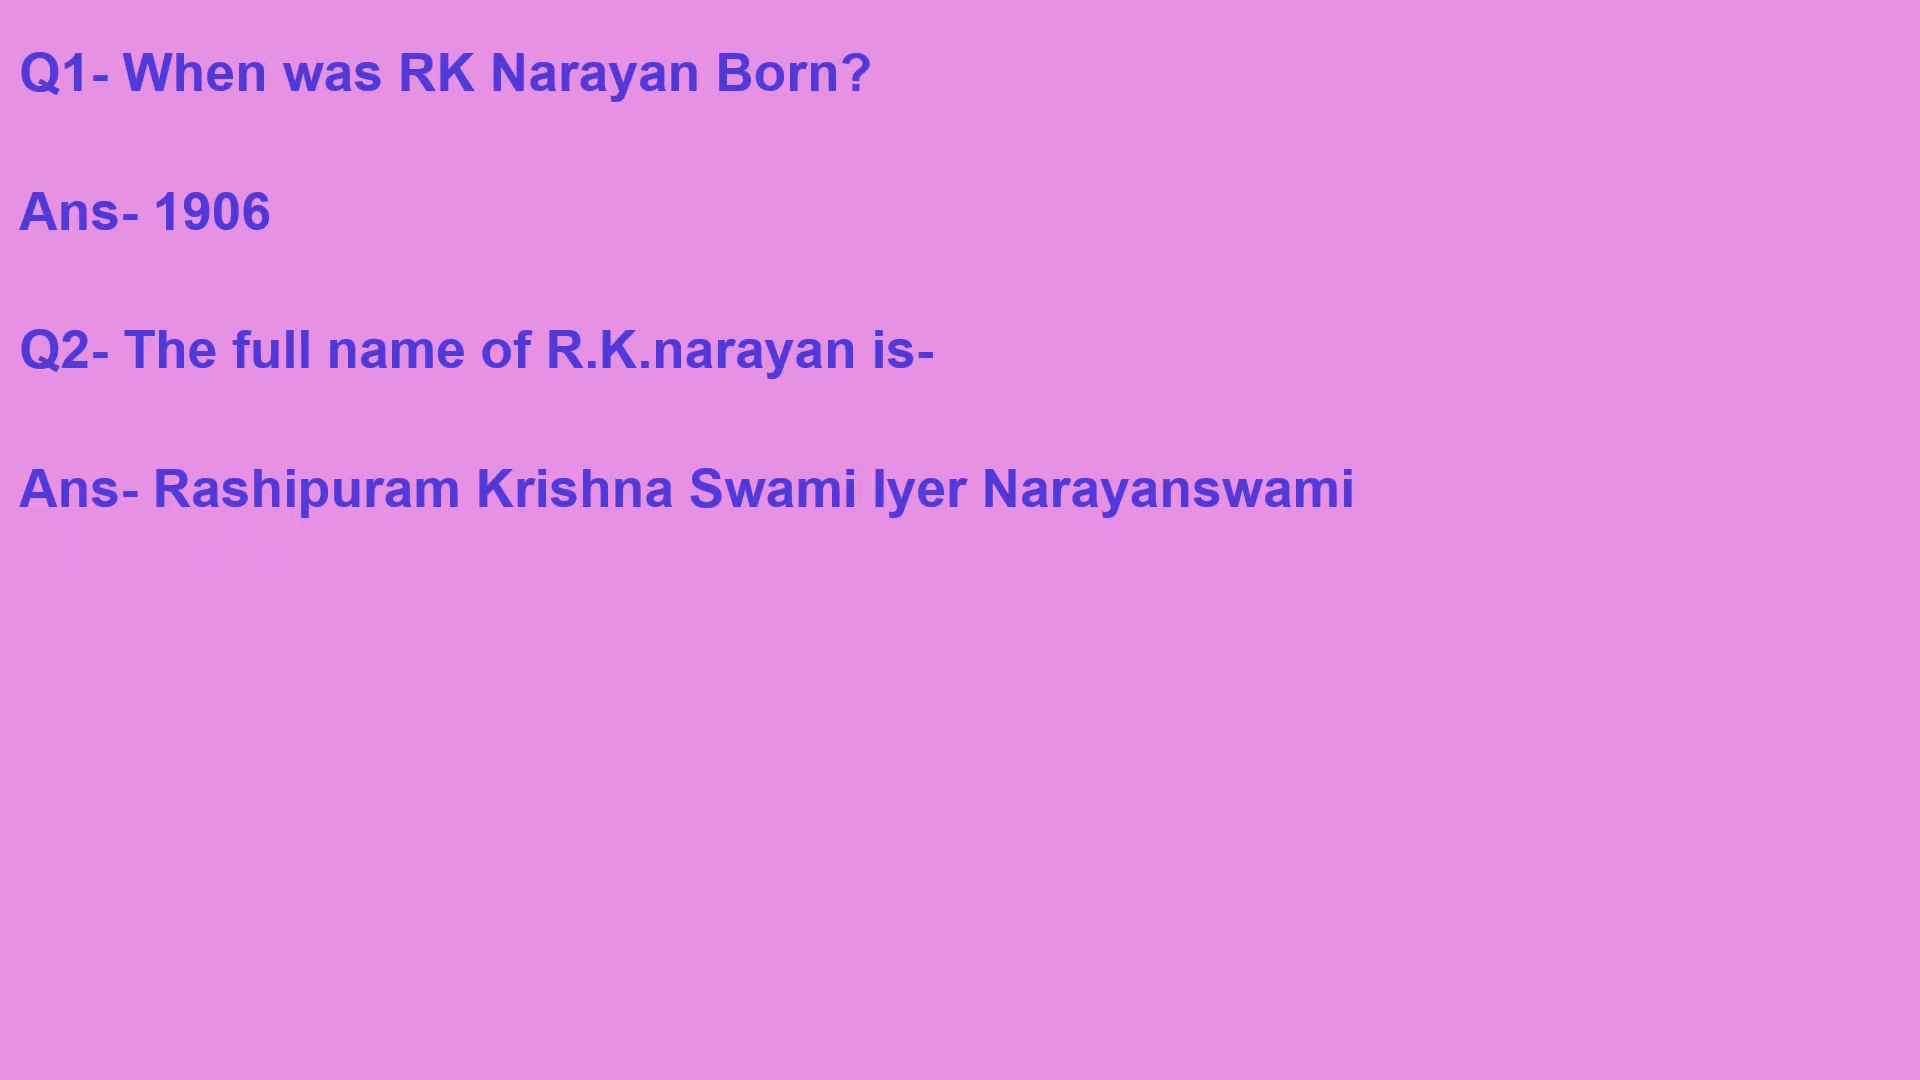 Q1- When was RK Narayan Born?
Ans- 1906
Q2- The full name of R.K.narayan is-
Ans- Rashipuram Krishna Swami Iyer Narayanswami